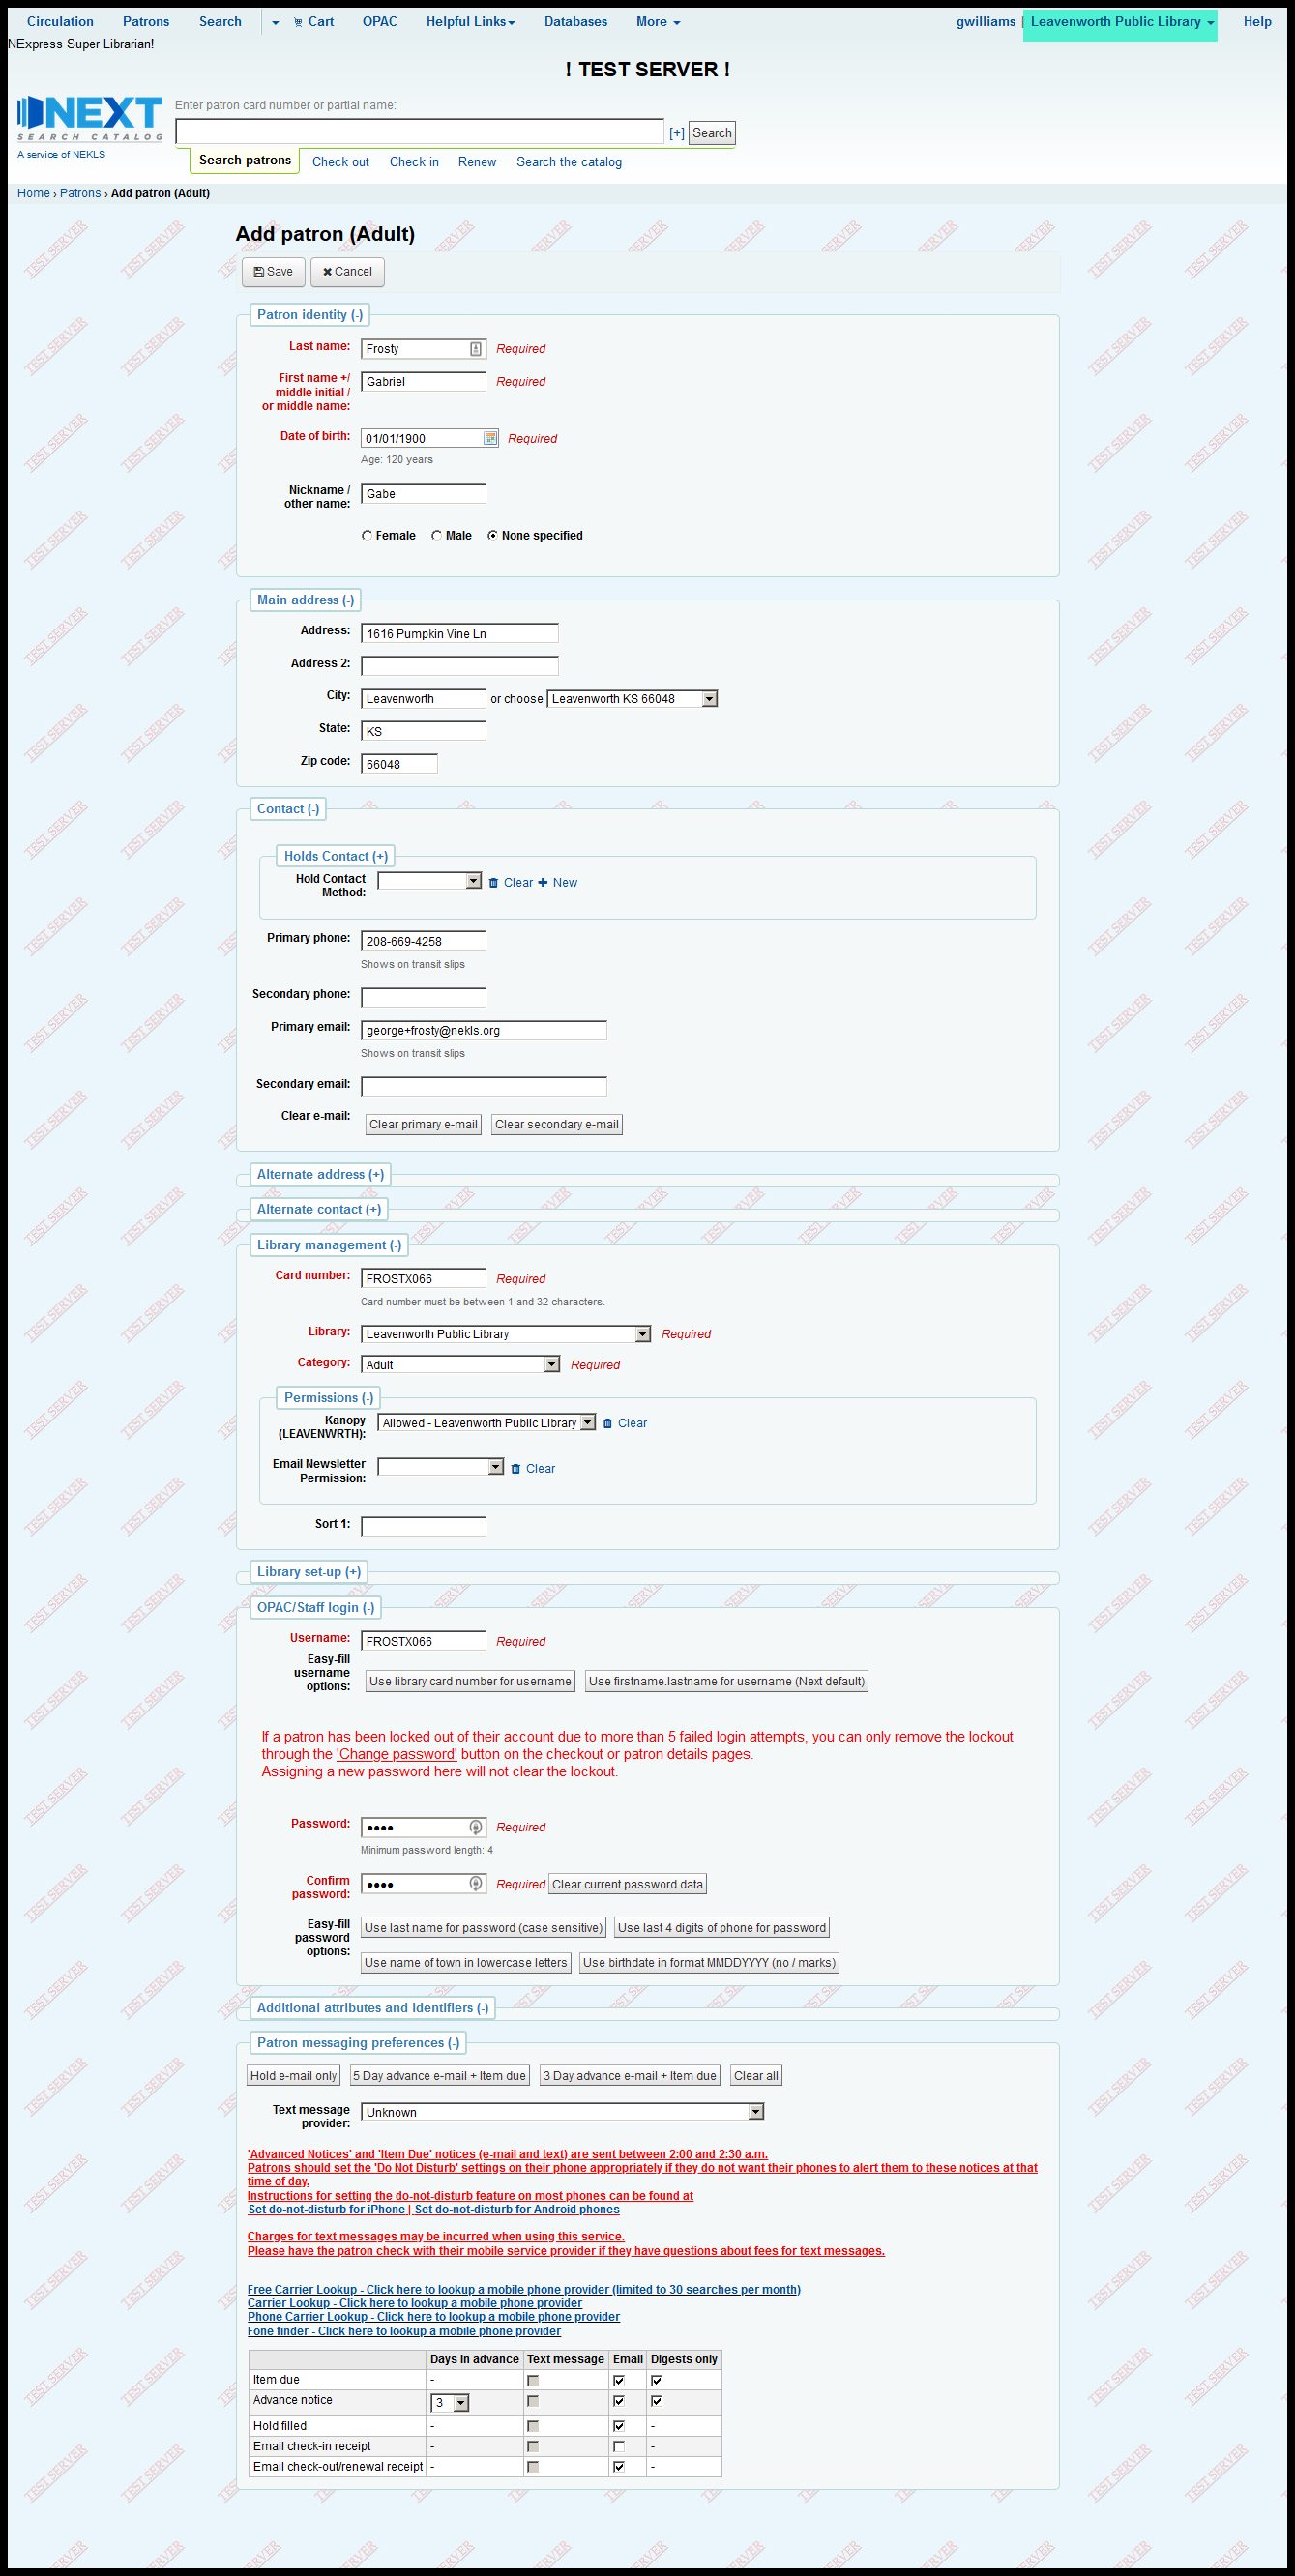 Circulation Patrons Search Cart OPAC Helpful Links Databases More gwilliams | Leavenworth Public Library Help
NExpress Super Librarian!
! TEST SERVER !
NEXT
SEARCH CATALOG
A service of NEKLS
Enter patron card number or partial name:
[+] Search
Search patrons Check out Check in Renew Search the catalog
Home › Patrons › Add patron (Adult)
Add patron (Adult)
Save Cancel
Patron identity (-)
Last name: Frosty Required
First name +/ Gabriel Required
middle initial /
or middle name:
Date of birth: 01/01/1900 Required
Age: 120 years
Nickname / Gabe
other name:
Female Male None specified
Main address (-)
Address: 1616 Pumpkin Vine Ln
Address 2:
City: Leavenworth or choose Leavenworth KS 66048
State: KS
Zip code: 66048
Contact (-)
Holds Contact (+)
Hold Contact Clear New
Method:
Primary phone: 208-669-4258
Shows on transit slips
Secondary phone:
Primary email: george+frosty@nekls.org
Shows on transit slips
Secondary email:
Clear e-mail: Clear primary e-mail Clear secondary e-mail
Alternate address (+)
Alternate contact (+)
Library management (-)
Card number: FROSTX066 Required
Card number must be between 1 and 32 characters.
Library: Leavenworth Public Library Required
Category: Adult Required
Permissions (-)
Kanopy Allowed - Leavenworth Public Library Clear
(LEAVENWRTH):
Email Newsletter Clear
Permission:
Sort 1:
Library set-up (+)
OPAC/Staff login (-)
Username: FROSTX066 Required
Easy-fill
username
options: Use library card number for username Use firstname.lastname for username (Next default)
If a patron has been locked out of their account due to more than 5 failed login attempts, you can only remove the lockout
through the 'Change password' button on the checkout or patron details pages.
Assigning a new password here will not clear the lockout.
Password: ●●●● Required
Minimum password length: 4
Confirm ●●●● Required Clear current password data
password:
Easy-fill Use last name for password (case sensitive) Use last 4 digits of phone for password
password
options:
Use name of town in lowercase letters Use birthdate in format MMDDYYYY (no / marks)
Additional attributes and identifiers (-)
Patron messaging preferences (-)
Hold e-mail only 5 Day advance e-mail + Item due 3 Day advance e-mail + Item due Clear all
Text message Unknown
provider:
'Advanced Notices' and 'Item Due' notices (e-mail and text) are sent between 2:00 and 2:30 a.m.
Patrons should set the 'Do Not Disturb' settings on their phone appropriately if they do not want their phones to alert them to these notices at that
time of day.
Instructions for setting the do-not-disturb feature on most phones can be found at
Set do-not-disturb for iPhone | Set do-not-disturb for Android phones
Charges for text messages may be incurred when using this service.
Please have the patron check with their mobile service provider if they have questions about fees for text messages.
Free Carrier Lookup - Click here to lookup a mobile phone provider (limited to 30 searches per month)
Carrier Lookup - Click here to lookup a mobile phone provider
Phone Carrier Lookup - Click here to lookup a mobile phone provider
Fone finder - Click here to lookup a mobile phone provider
Days in advance Text message Email Digests only
Item due -
Advance notice 3
Hold filled - -
Email check-in receipt - -
Email check-out/renewal receipt - -